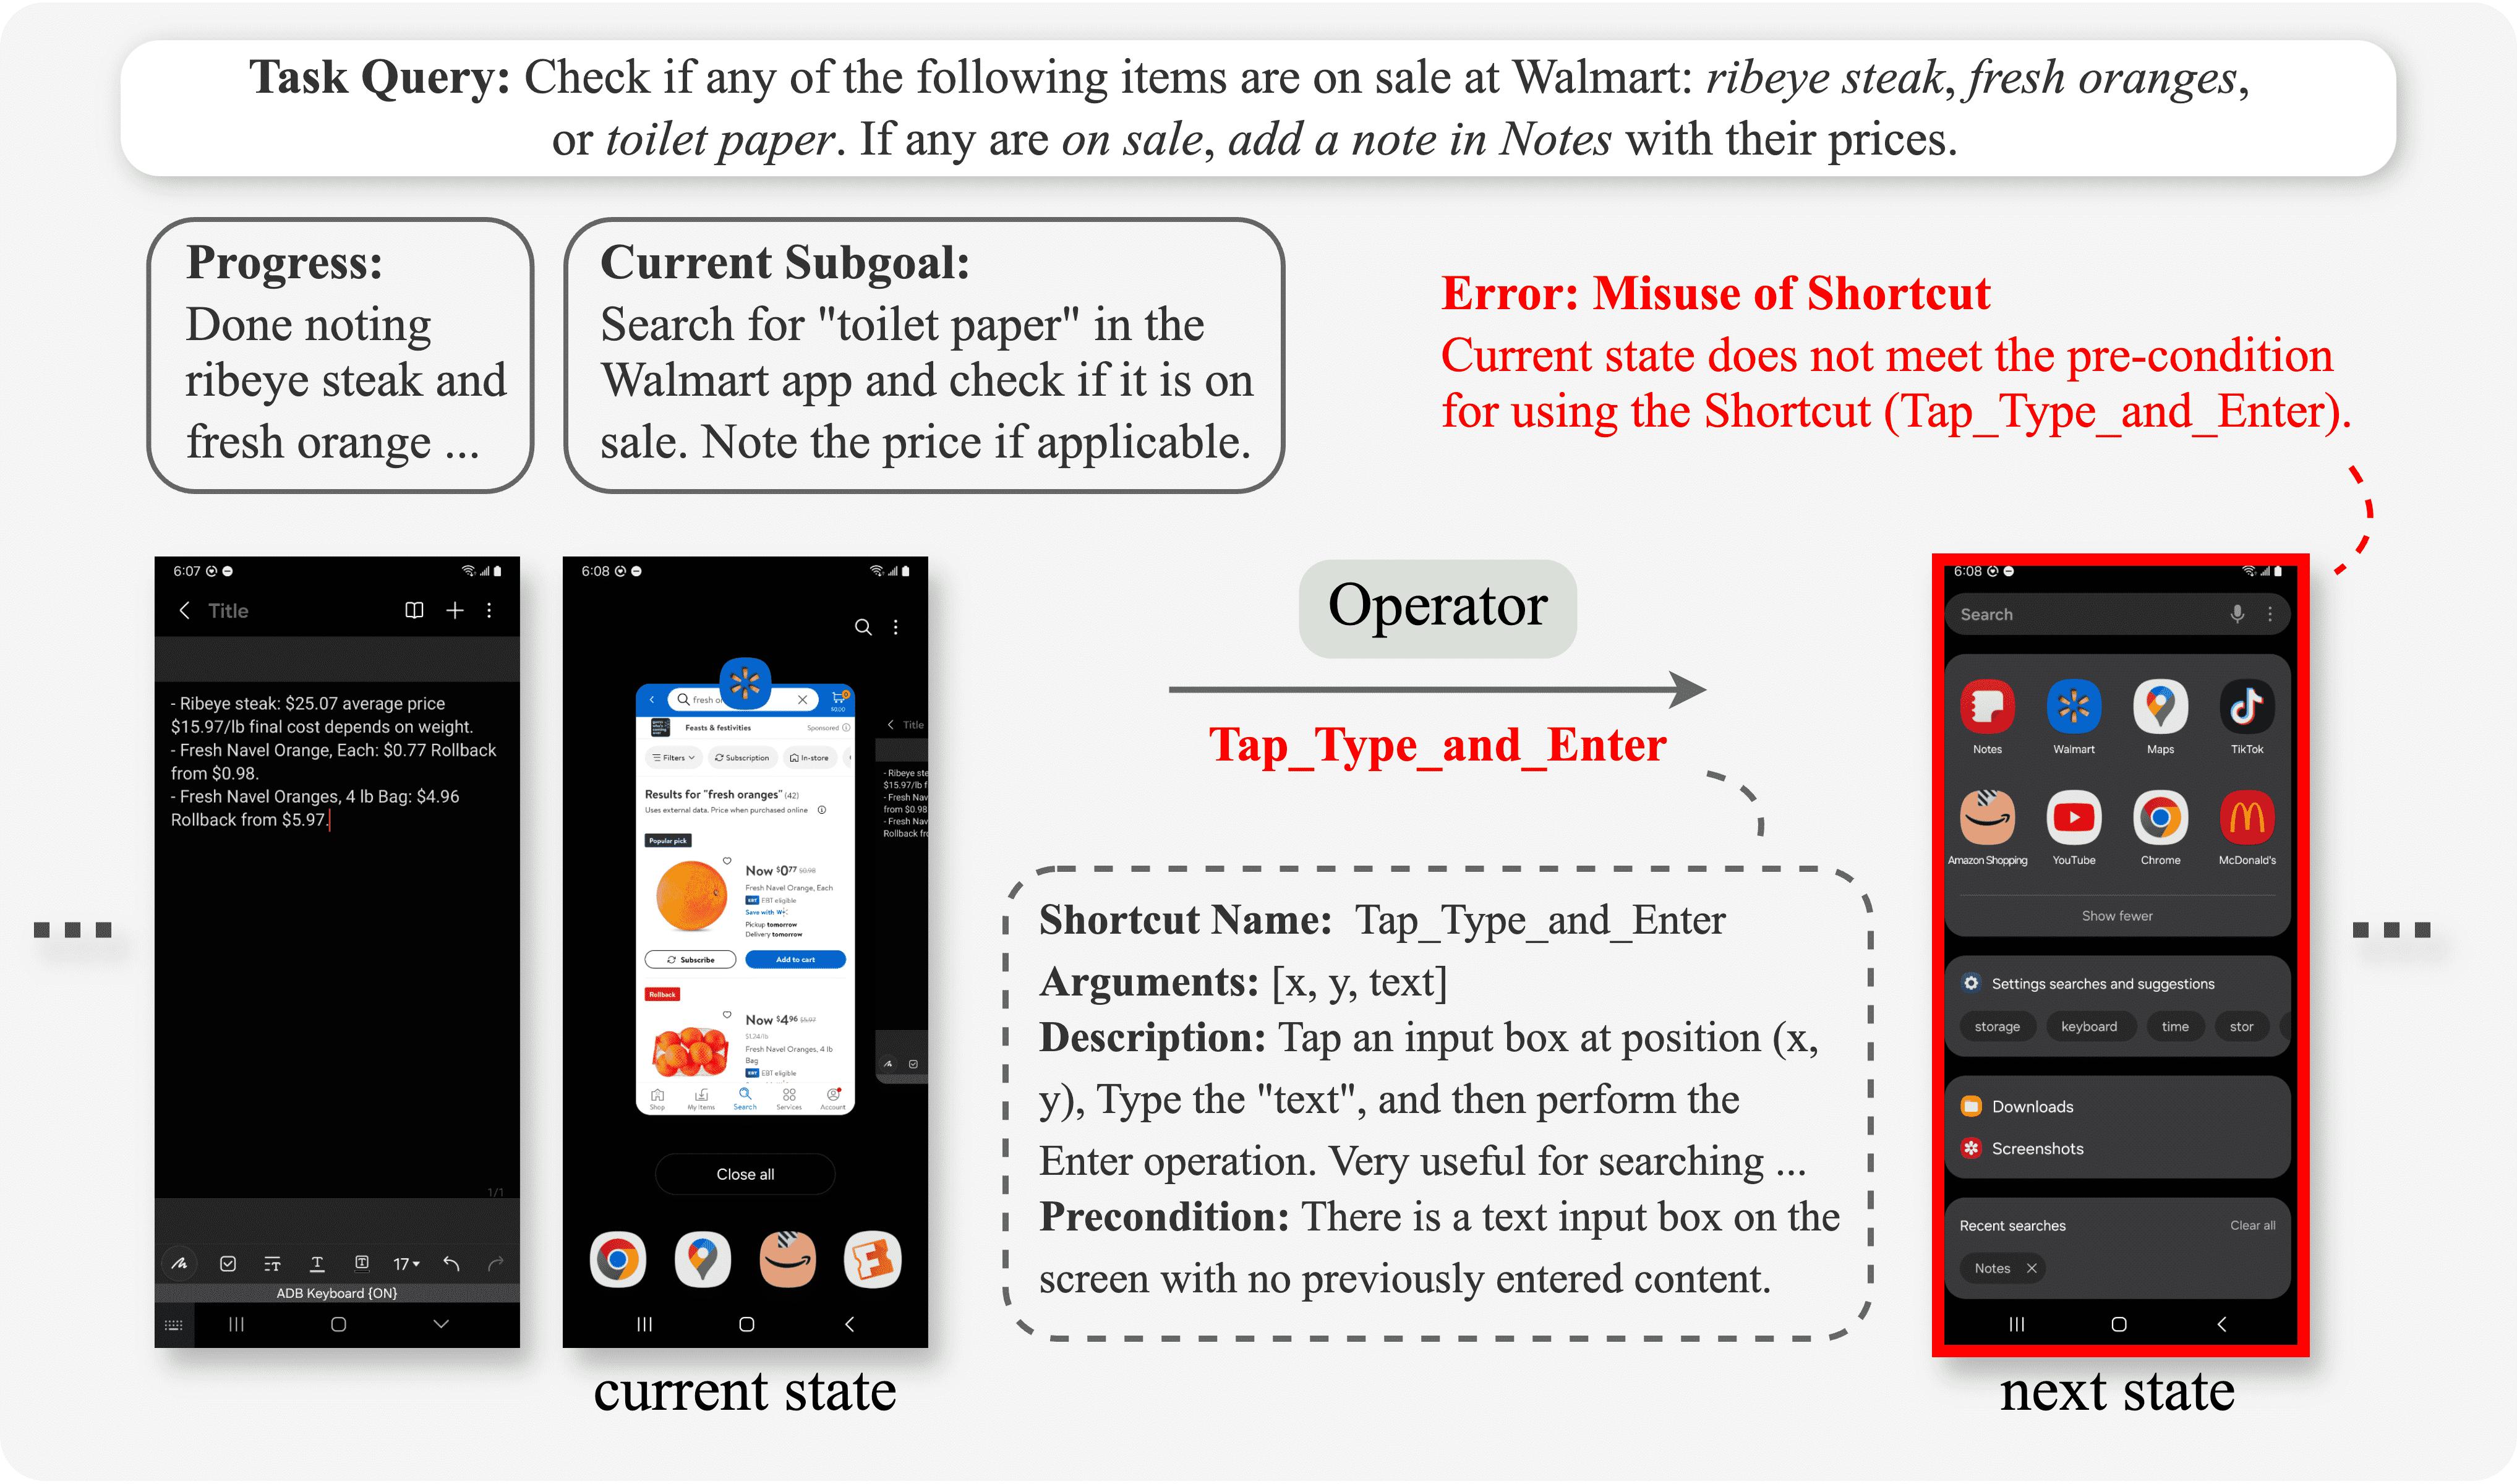 Task Query: Check if any of the following items are on sale at Walmart: ribeye steak, fresh oranges,
or toilet paper. If any are on sale, add a note in Notes with their prices.
Progress:
Done noting
ribeye steak and
fresh orange ...
Current Subgoal:
Search for "toilet paper" in the
Walmart app and check if it is on
sale. Note the price if applicable.
Error: Misuse of Shortcut
Current state does not meet the pre-condition
for using the Shortcut (Tap_Type_and_Enter).
6:07
Title
- Ribeye steak: $25.07 average price
$15.97/lb final cost depends on weight.
- Fresh Navel Orange, Each: $0.77 Rollback
from $0.98.
- Fresh Navel Oranges, 4 lb Bag: $4.96
Rollback from $5.97.
1/1
17
ADB Keyboard {ON}
6:08
fresh or
0
$0.00
Feasts & festivities
Sponsored
Filters
Subscription
In-store
Results for "fresh oranges" (42)
Uses external data. Price when purchased online
Popular pick
Now $0.77 $0.98
Fresh Navel Orange, Each
EBT EBT eligible
Save with W+
Pickup tomorrow
Delivery tomorrow
Subscribe
Add to cart
Rollback
Now $4.96 $5.97
$1.24/lb
Fresh Navel Oranges, 4 lb
Bag
EBT EBT eligible
Shop
My Items
Search
Services
Account
Title
- Ribeye ste
$15.97/lb f
- Fresh Nav
from $0.98
- Fresh Nav
Rollback fr
Close all
current state
Operator
Tap_Type_and_Enter
Shortcut Name: Tap_Type_and_Enter
Arguments: [x, y, text]
Description: Tap an input box at position (x,
y), Type the "text", and then perform the
Enter operation. Very useful for searching ...
Precondition: There is a text input box on the
screen with no previously entered content.
6:08
Search
Notes
Walmart
Maps
TikTok
Amazon Shopping
YouTube
Chrome
McDonald's
Show fewer
Settings searches and suggestions
storage
keyboard
time
stor
Downloads
Screenshots
Recent searches
Clear all
Notes
next state